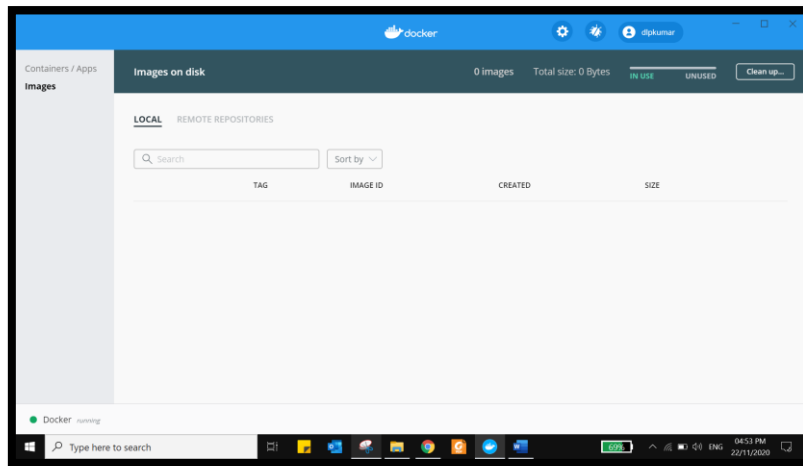 docker
dlpkumar
Containers / Apps
Images
Images on disk
0 images
Total size: 0 Bytes
IN USE
UNUSED
Clean up...
LOCAL
REMOTE REPOSITORIES
Search
Sort by
TAG
IMAGE ID
CREATED
SIZE
Docker running
Type here to search
69%
ENG
04:53 PM
22/11/2020